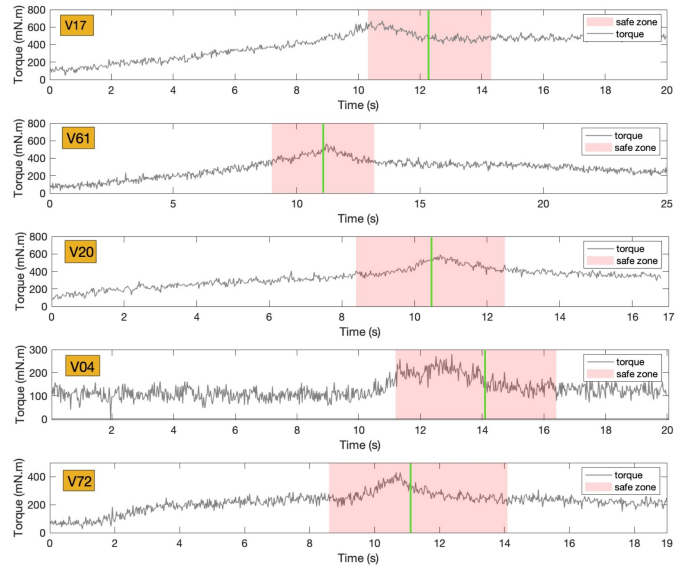 V17
Torque (mN.m)
800
600
400
200
0
0 2 4 6 8 10 12 14 16 18 20
Time (s)
safe zone
torque
V61
Torque (mN.m)
800
600
400
200
0
0 5 10 15 20 25
Time (s)
torque
safe zone
V20
Torque (mN.m)
800
600
400
200
0
0 2 4 6 8 10 12 14 16 17
Time (s)
torque
safe zone
V04
Torque (mN.m)
300
200
100
0
2 4 6 8 10 12 14 16 18 20
Time (s)
torque
safe zone
V72
Torque (mN.m)
400
200
0
0 2 4 6 8 10 12 14 16 18 19
Time (s)
torque
safe zone